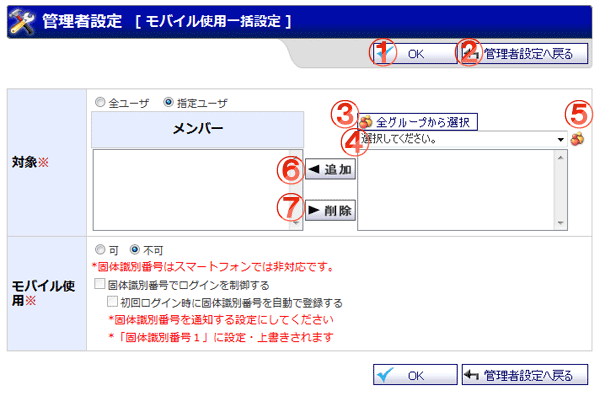 管理者設定 [ モバイル使用一括設定 ]
① OK ② 管理者設定へ戻る
全ユーザ 指定ユーザ
メンバー
③ 全グループから選択
④ 選択してください。 ⑤
対象※
⑥ 追加
⑦ 削除
可 不可
*固体識別番号はスマートフォンでは非対応です。
モバイル使用※
固体識別番号でログインを制御する
初回ログイン時に固体識別番号を自動で登録する
*固体識別番号を通知する設定にしてください
*「固体識別番号1」に設定・上書きされます
OK 管理者設定へ戻る